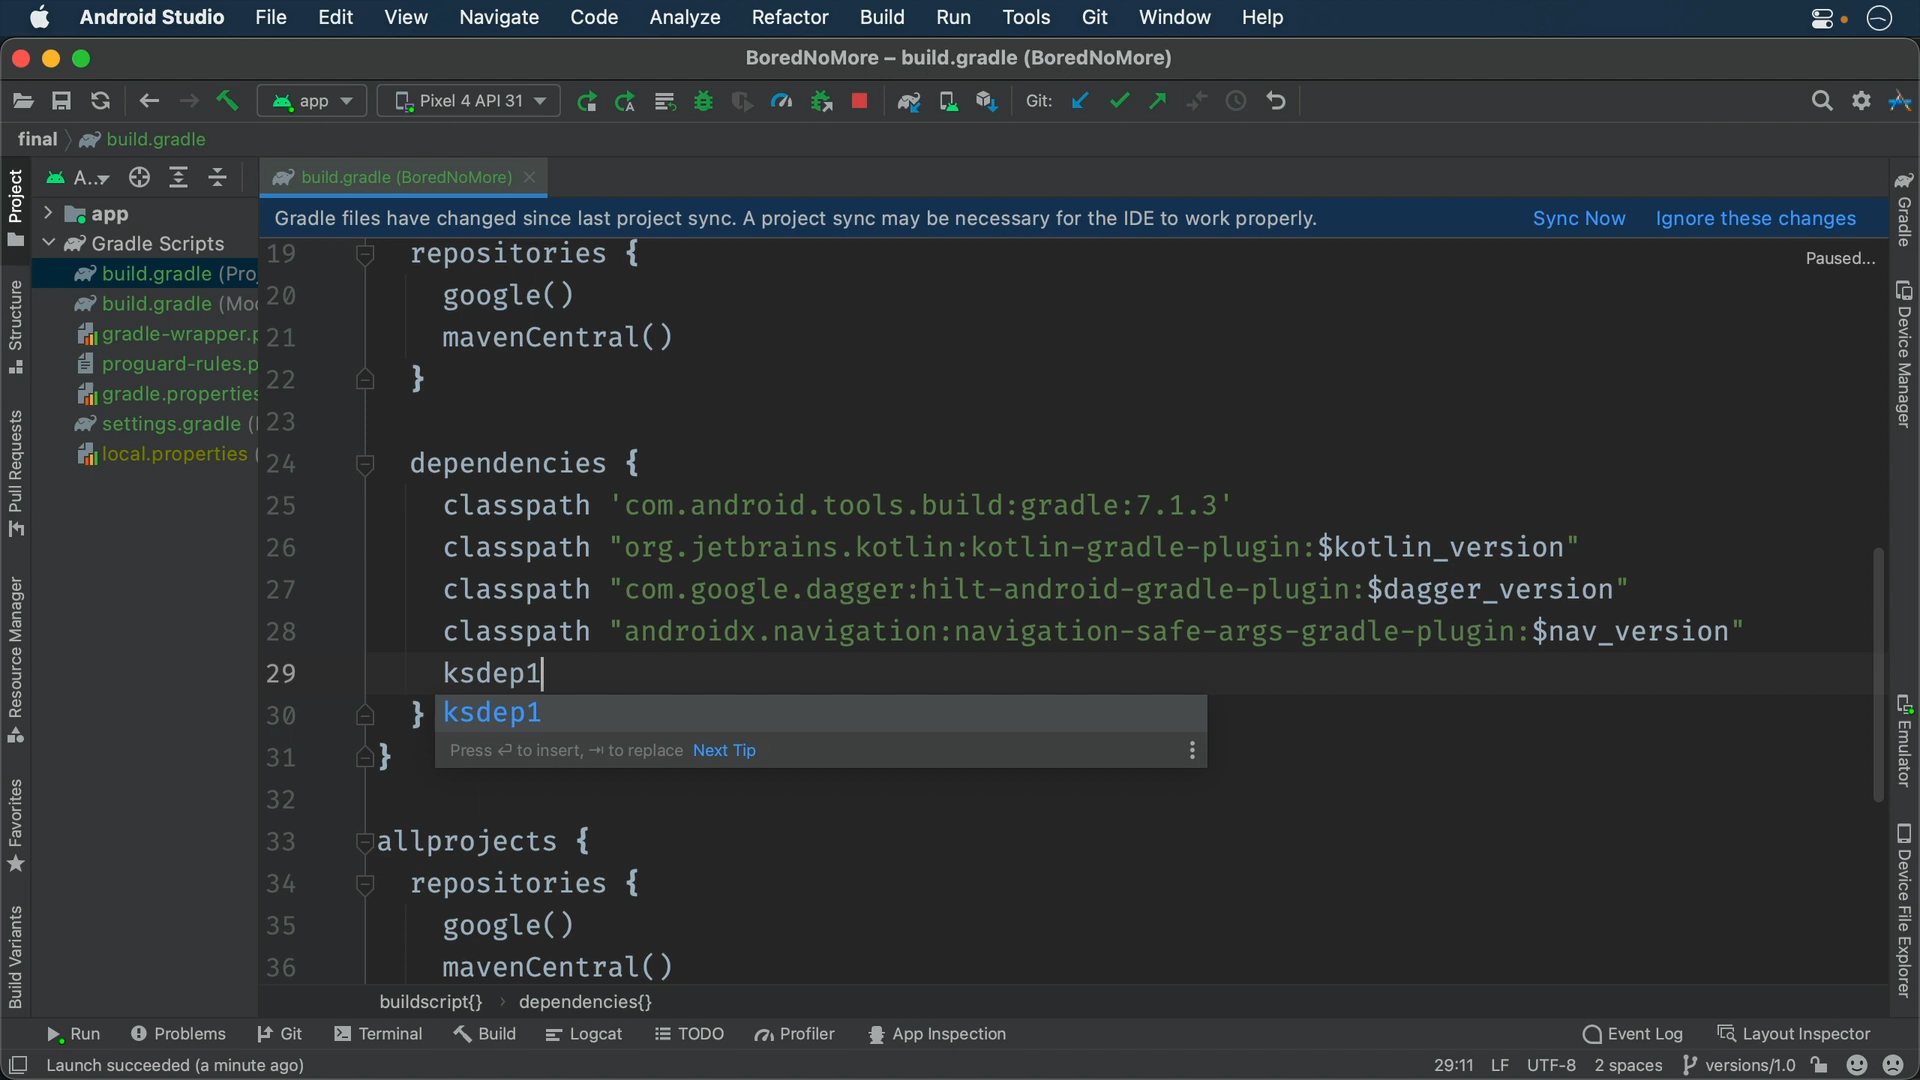 Android Studio File Edit View Navigate Code Analyze Refactor Build Run Tools Git Window Help
BoredNoMore – build.gradle (BoredNoMore)
app Pixel 4 API 31 Git:
final build.gradle
A.. build.gradle (BoredNoMore)
Gradle files have changed since last project sync. A project sync may be necessary for the IDE to work properly. Sync Now Ignore these changes
Paused...
Project
Structure
Pull Requests
Resource Manager
Favorites
Build Variants
app
Gradle Scripts
build.gradle (Pro
build.gradle (Mod
gradle-wrapper.p
proguard-rules.p
gradle.properties
settings.gradle (
local.properties (
19 repositories {
20 google()
21 mavenCentral()
22 }
23
24 dependencies {
25 classpath 'com.android.tools.build:gradle:7.1.3'
26 classpath "org.jetbrains.kotlin:kotlin-gradle-plugin:$kotlin_version"
27 classpath "com.google.dagger:hilt-android-gradle-plugin:$dagger_version"
28 classpath "androidx.navigation:navigation-safe-args-gradle-plugin:$nav_version"
29 ksdep1
30 } ksdep1
Press ⏎ to insert, ⇥ to replace Next Tip
31 }
32
33 allprojects {
34 repositories {
35 google()
36 mavenCentral()
Gradle
Device Manager
Emulator
Device File Explorer
buildscript{} › dependencies{}
Run Problems Git Terminal Build Logcat TODO Profiler App Inspection Event Log Layout Inspector
Launch succeeded (a minute ago) 29:11 LF UTF-8 2 spaces versions/1.0